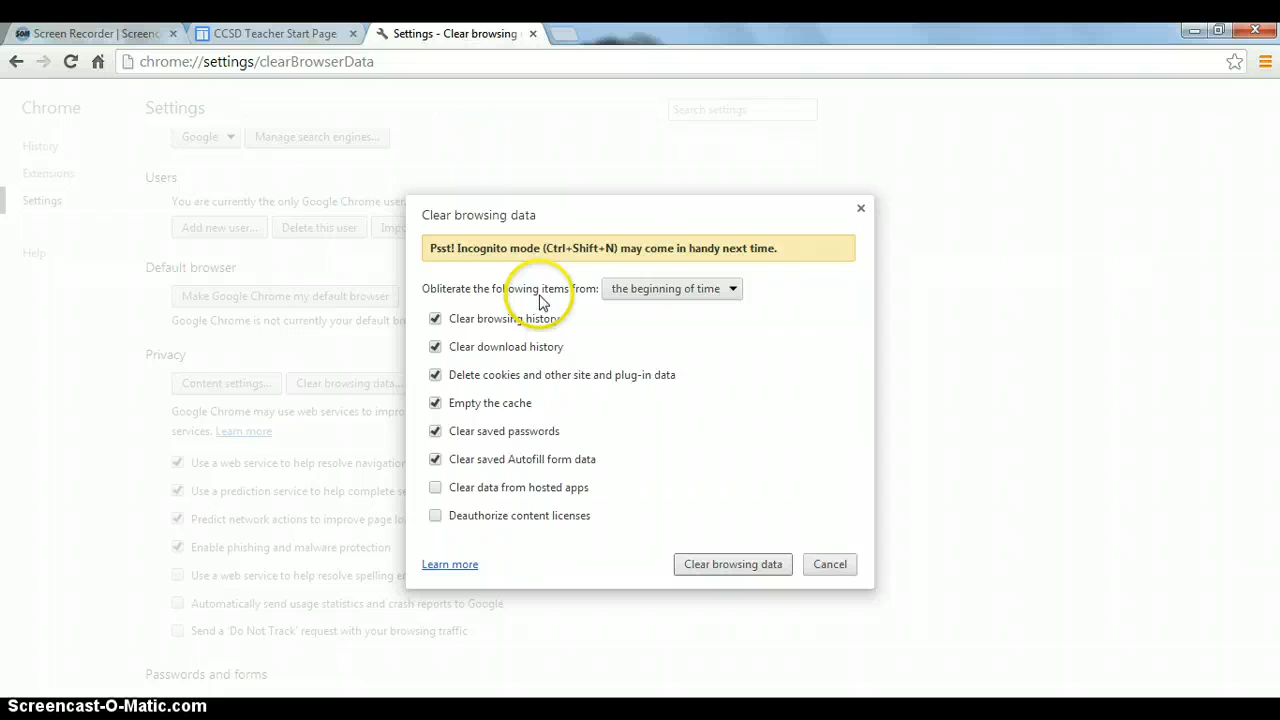 Screen Recorder | Screenc
CCSD Teacher Start Page
Settings - Clear browsing
chrome://settings/clearBrowserData
Chrome
Settings
Search settings
History
Extensions
Settings
Help
Google
Manage search engines...
Users
You are currently the only Google Chrome user.
Add new user...
Delete this user
Impo
Default browser
Make Google Chrome my default browser
Google Chrome is not currently your default br
Privacy
Content settings...
Clear browsing data...
Google Chrome may use web services to improv
services. Learn more
Use a web service to help resolve navigation
Use a prediction service to help complete se
Predict network actions to improve page lo
Enable phishing and malware protection
Use a web service to help resolve spelling er
Automatically send usage statistics and crash reports to Google
Send a 'Do Not Track' request with your browsing traffic
Passwords and forms
Clear browsing data
Psst! Incognito mode (Ctrl+Shift+N) may come in handy next time.
Obliterate the following items from: the beginning of time
Clear browsing history
Clear download history
Delete cookies and other site and plug-in data
Empty the cache
Clear saved passwords
Clear saved Autofill form data
Clear data from hosted apps
Deauthorize content licenses
Learn more
Clear browsing data
Cancel
Screencast-O-Matic.com